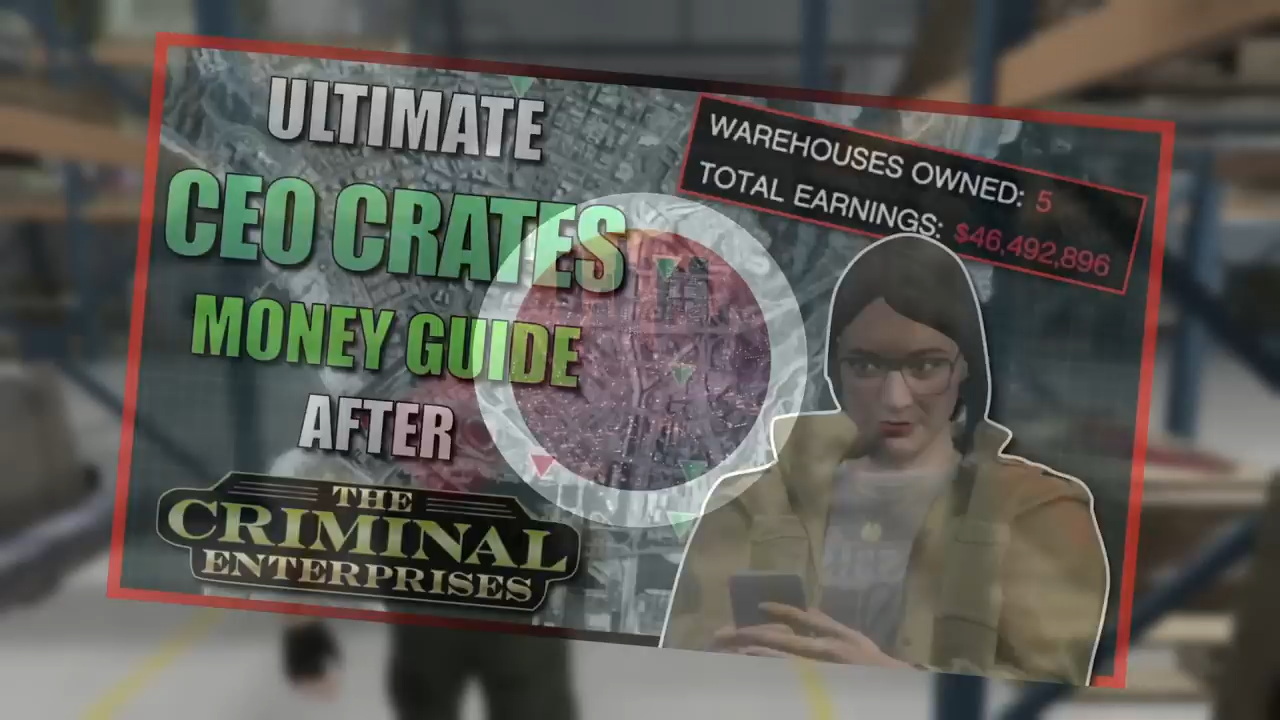 ULTIMATE
CEO CRATES
MONEY GUIDE
AFTER
THE
CRIMINAL
ENTERPRISES
WAREHOUSES OWNED: 5
TOTAL EARNINGS: $46,492,896